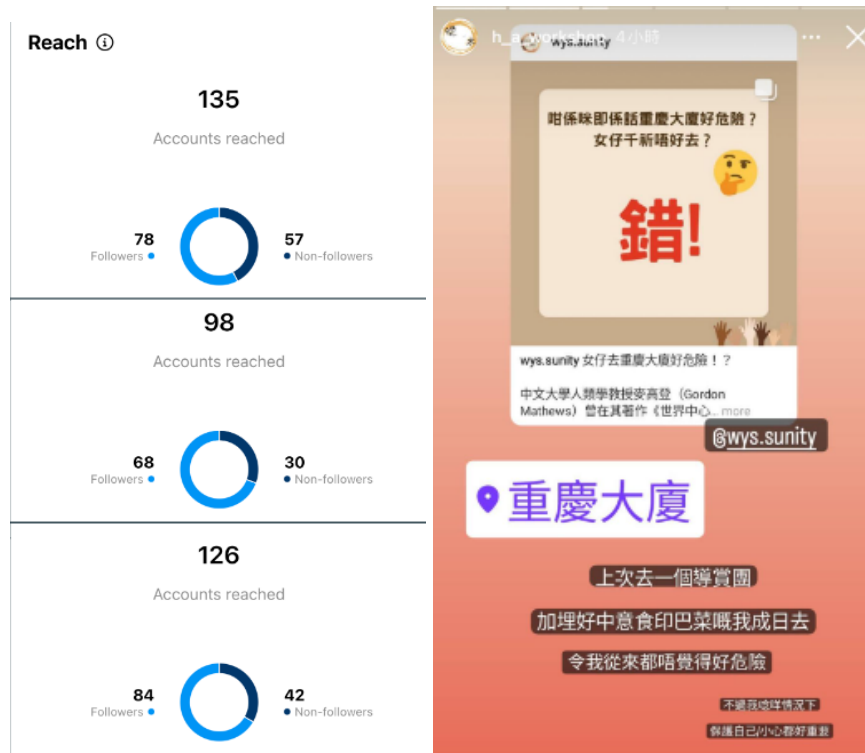 Reach
135
Accounts reached
78
Followers
57
Non-followers
98
Accounts reached
68
Followers
30
Non-followers
126
Accounts reached
84
Followers
42
Non-followers
h_a_workshop 4小時
wys.sunity
咁係咪即係話重慶大廈好危險？
女仔千祈唔好去？
錯!
wys.sunity 女仔去重慶大廈好危險！？
中文大學人類學教授麥高登（Gordon
Mathews）曾在其著作《世界中心... more
@wys.sunity
重慶大廈
上次去一個導賞團
加埋好中意食印巴菜嘅我成日去
令我從來都唔覺得好危險
情況下
保護自己/小心都好重要